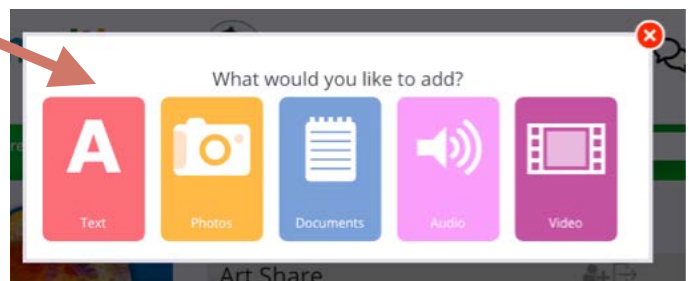 What would you like to add?
A
Text Photos Documents Audio Video
Art Share